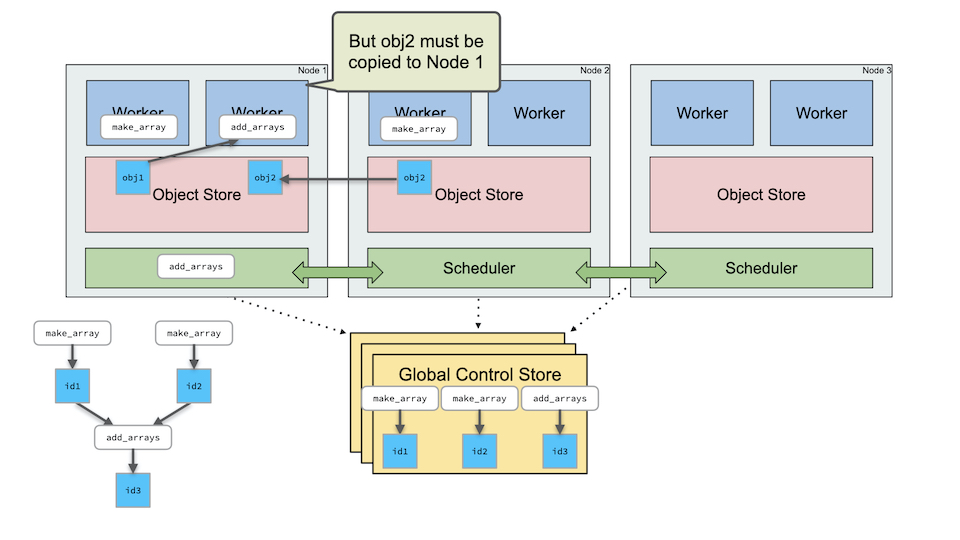 But obj2 must be
copied to Node 1
Node 1
Node 2
Node 3
Worker
Worker
Worker
Worker
Worker
Worker
make_array
add_arrays
make_array
obj1
obj2
obj2
Object Store
Object Store
Object Store
add_arrays
Scheduler
Scheduler
make_array
make_array
id1
id2
add_arrays
id3
Global Control Store
make_array
make_array
add_arrays
id1
id2
id3